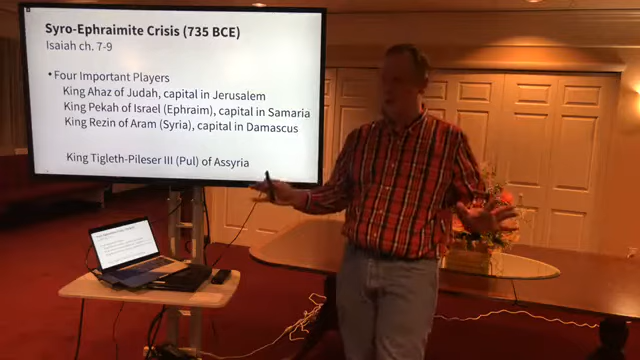 Syro-Ephraimite Crisis (735 BCE)
Isaiah ch. 7-9
• Four Important Players
King Ahaz of Judah, capital in Jerusalem
King Pekah of Israel (Ephraim), capital in Samaria
King Rezin of Aram (Syria), capital in Damascus
King Tigleth-Pileser III (Pul) of Assyria